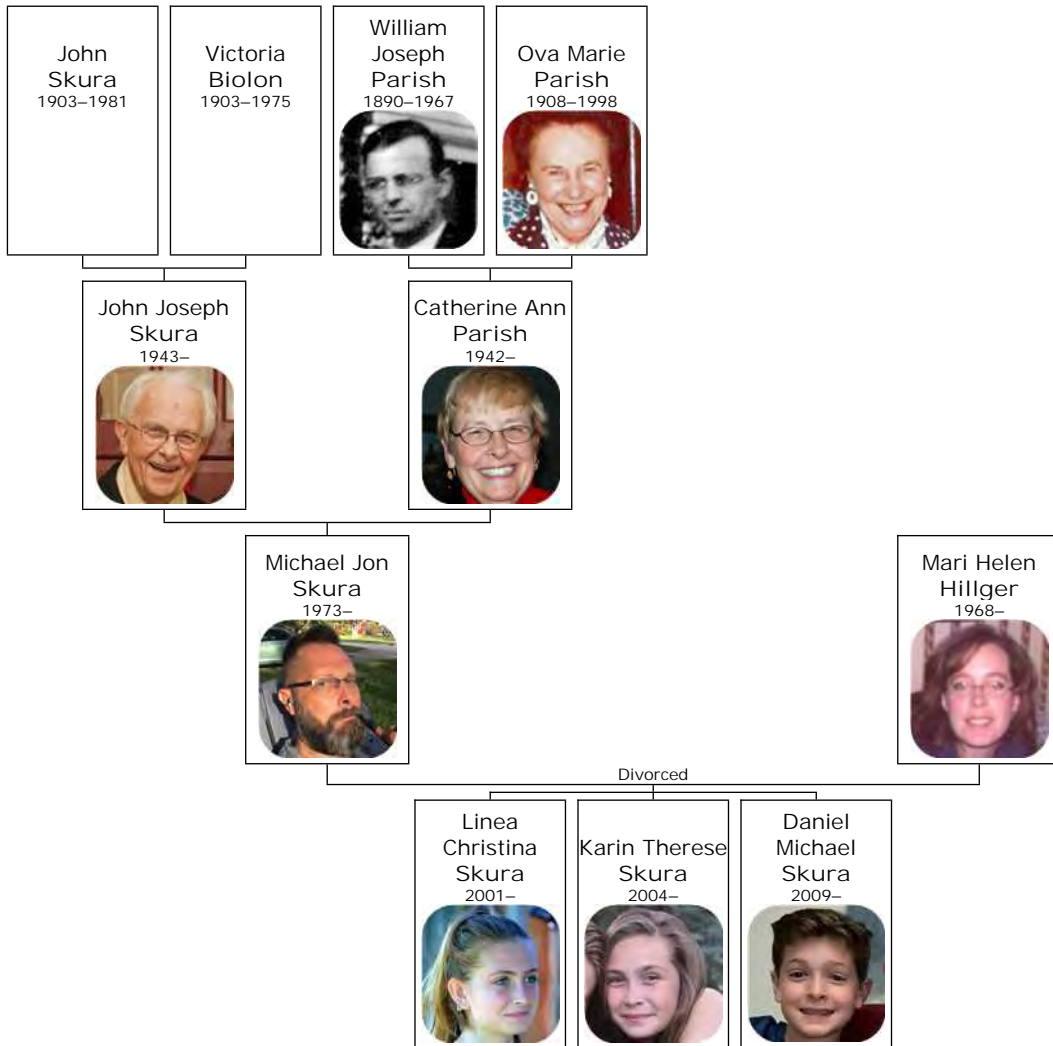 John
Skura
1903–1981
Victoria
Biolon
1903–1975
William
Joseph
Parish
1890–1967
Ova Marie
Parish
1908–1998
John Joseph
Skura
1943–
Catherine Ann
Parish
1942–
Michael Jon
Skura
1973–
Mari Helen
Hillger
1968–
Divorced
Linea
Christina
Skura
2001–
Karin Therese
Skura
2004–
Daniel
Michael
Skura
2009–